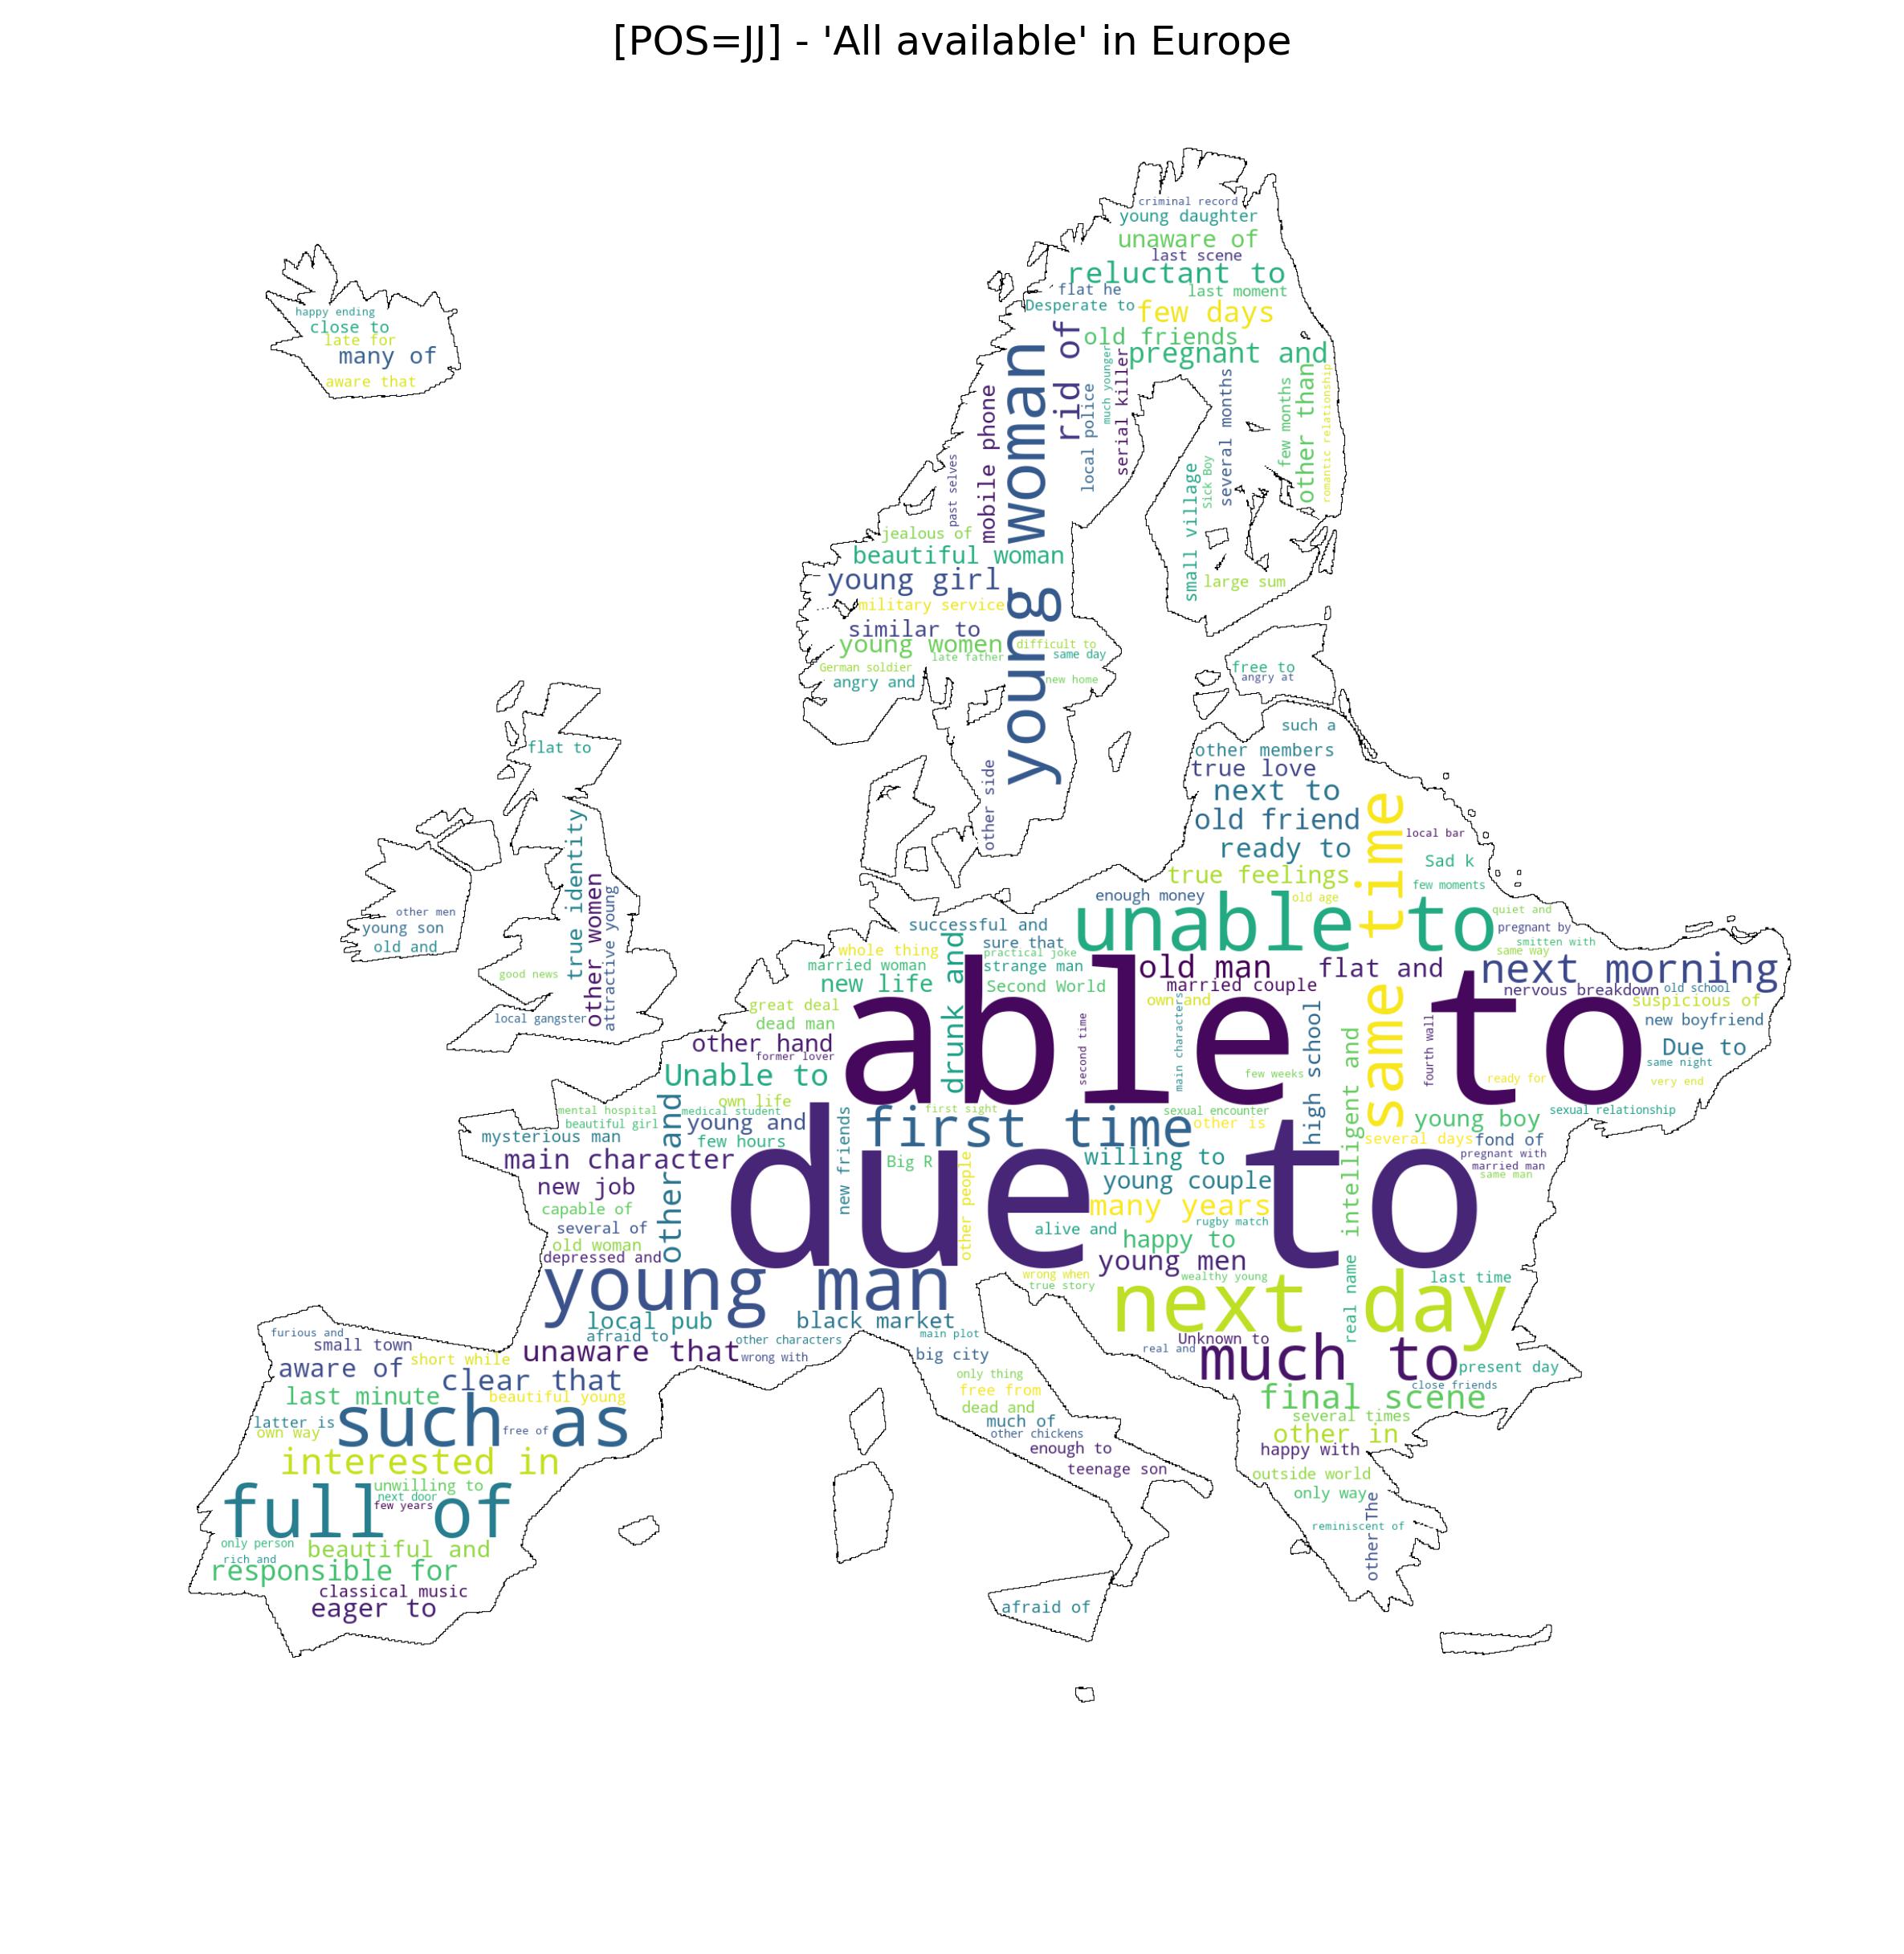 [POS=JJ] - 'All available' in Europe
criminal record
young daughter
unaware of
last scene
reluctant to
flat he
last moment
Desperate to
few days
old friends
pregnant and
rid of
young woman
mobile phone
local police
much younger
serial killer
several months
few months
other than
romantic relationship
past selves
Sick Boy
small village
large sum
jealous of
beautiful woman
young girl
military service
similar to
young women
difficult to
late father
same day
German soldier
angry and
new home
other side
happy ending
close to
late for
many of
aware that
flat to
true identity
other women
attractive young
good news
local gangster
other men
young son
old and
free to
angry at
such a
other members
true love
next to
old friend
ready to
true feelings
same time
local bar
Sad k
few moments
enough money
old age
unable to
quiet and
pregnant by
smitten with
same way
successful and
sure that
whole thing
practical joke
drunk and
married woman
strange man
old man
flat and
next morning
new life
Second World
married couple
nervous breakdown
old school
suspicious of
own and
great deal
dead man
able to
new boyfriend
other hand
former lover
second time
main characters
high school
fourth wall
Due to
same night
Unable to
few weeks
intelligent and
ready for
very end
own life
mental hospital
medical student
first sight
sexual encounter
sexual relationship
beautiful girl
young and
first time
other is
young boy
mysterious man
few hours
several days
fond of
other and
new friends
main character
Big R
willing to
pregnant with
married man
same man
new job
other people
young couple
due to
capable of
many years
several of
alive and
rugby match
old woman
happy to
depressed and
young men
young man
wrong when
true story
wealthy young
next day
last time
real name
local pub
black market
afraid to
other characters
main plot
Unknown to
real and
unaware that
wrong with
big city
much to
present day
furious and
small town
short while
aware of
clear that
only thing
close friends
last minute
beautiful young
free from
final scene
dead and
several times
latter is
such as
free of
much of
own way
other chickens
other in
enough to
happy with
interested in
teenage son
outside world
unwilling to
only way
next door
full of
few years
other The
reminiscent of
only person
beautiful and
rich and
responsible for
classical music
eager to
afraid of